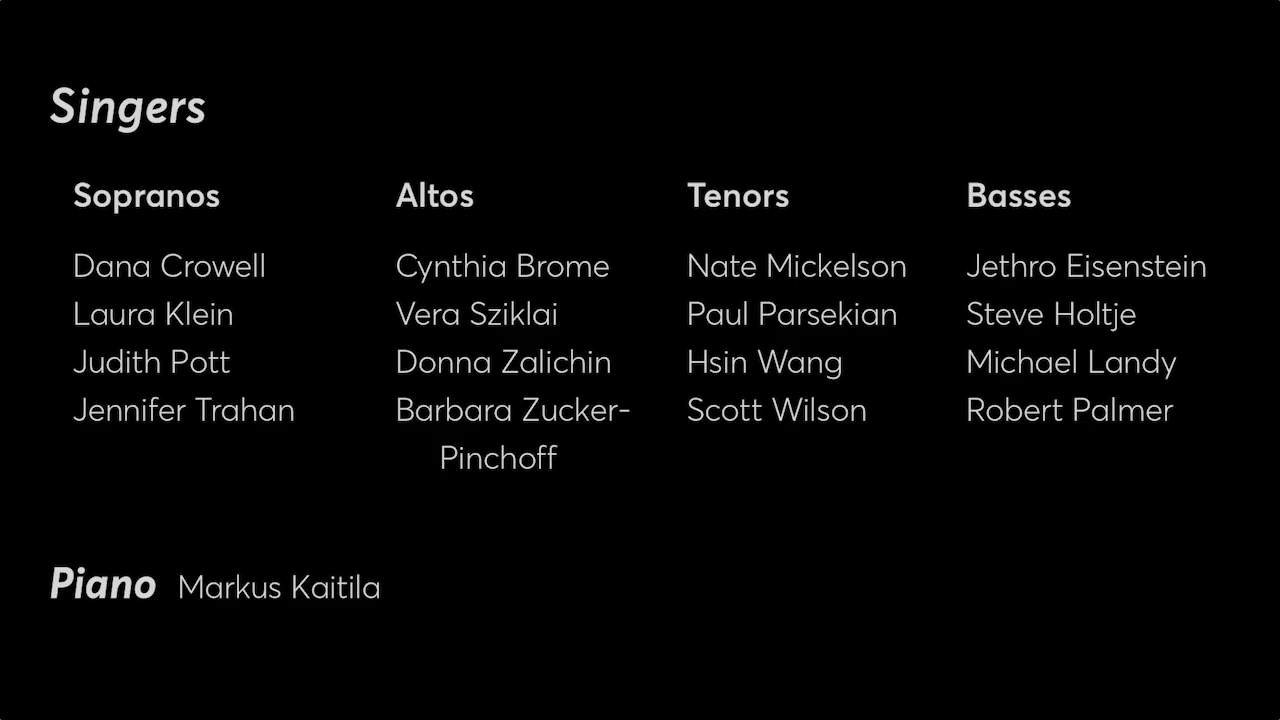 Singers
Sopranos
Dana Crowell
Laura Klein
Judith Pott
Jennifer Trahan
Altos
Cynthia Brome
Vera Sziklai
Donna Zalichin
Barbara Zucker-
Pinchoff
Tenors
Nate Mickelson
Paul Parsekian
Hsin Wang
Scott Wilson
Basses
Jethro Eisenstein
Steve Holtje
Michael Landy
Robert Palmer
Piano Markus Kaitila